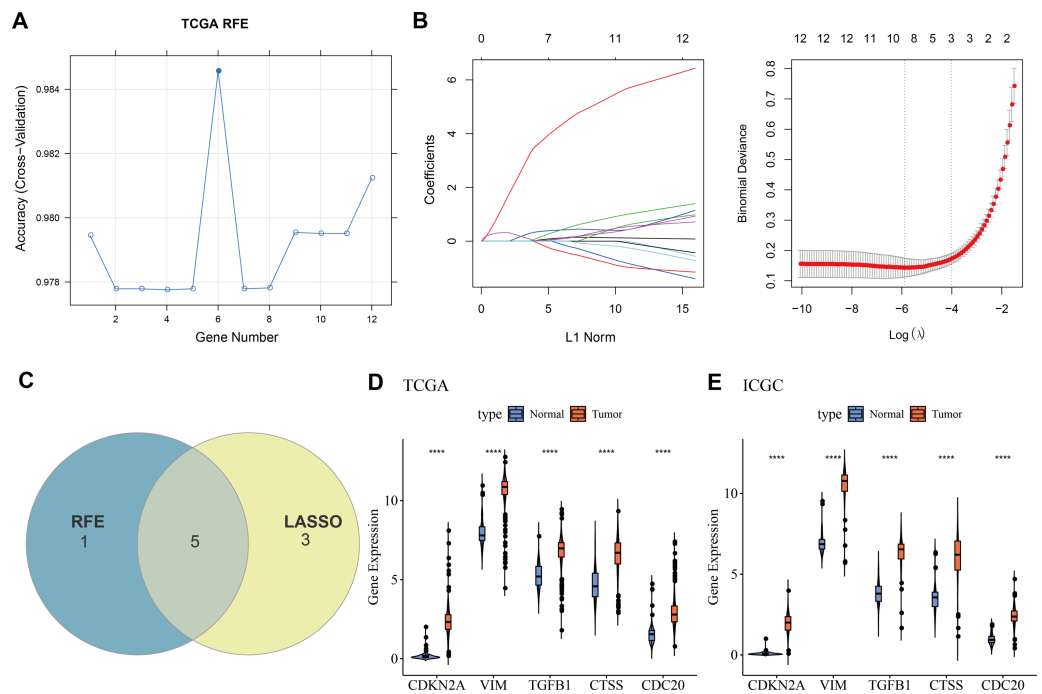 A
TCGA RFE
0.984
0.982
0.980
0.978
Accuracy (Cross−Validation)
2 4 6 8 10 12
Gene Number
B
0 7 11 12
6
4
2
0
Coefficients
0 5 10 15
L1 Norm
12 12 12 11 10 8 5 3 3 2 2
0.8
0.7
0.6
0.5
0.4
0.3
0.2
0.1
Binomial Deviance
−10 −8 −6 −4 −2
Log (λ)
C
RFE
1
5
LASSO
3
D TCGA
type Normal Tumor
**** **** **** **** ****
10
5
0
Gene Expression
CDKN2A VIM TGFB1 CTSS CDC20
E ICGC
type Normal Tumor
**** **** **** **** ****
10
5
0
Gene Expression
CDKN2A VIM TGFB1 CTSS CDC20